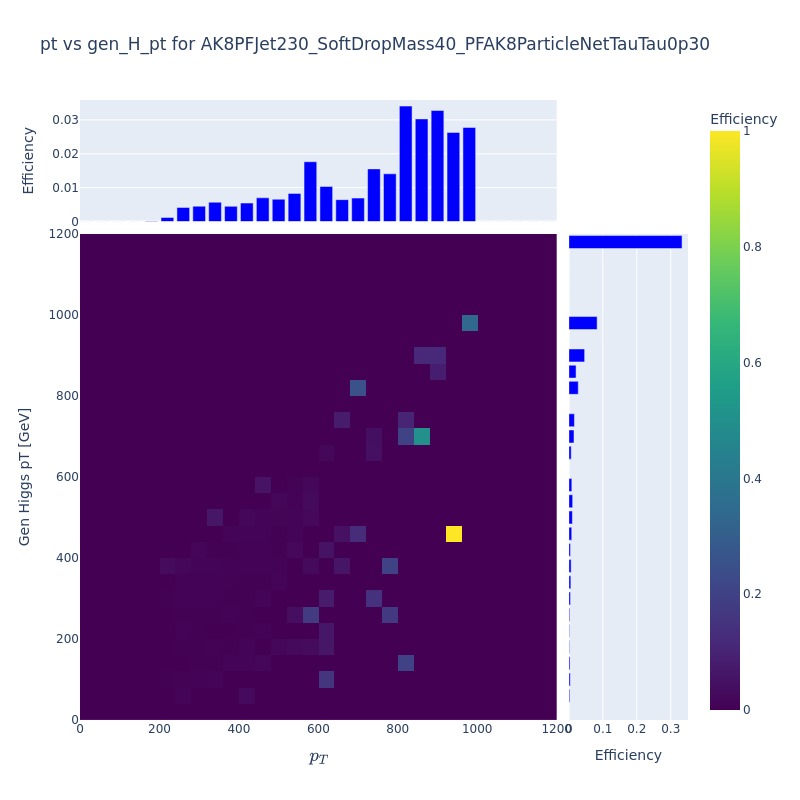 pt vs gen_H_pt for AK8PFJet230_SoftDropMass40_PFAK8ParticleNetTauTau0p30
Efficiency
0.03
0.02
0.01
0
Efficiency
1
0.8
0.6
0.4
0.2
0
Gen Higgs pT [GeV]
1200
1000
800
600
400
200
0
0 200 400 600 800 1000 1200
p_T
0 0.1 0.2 0.3
Efficiency